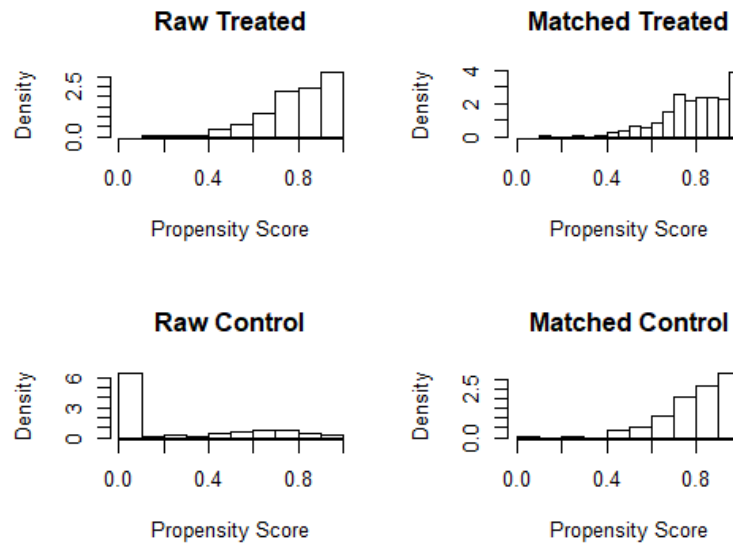 Raw Treated
Density
0.0 2.5
0.0 0.4 0.8
Propensity Score
Matched Treated
Density
0 2 4
0.0 0.4 0.8
Propensity Score
Raw Control
Density
0 3 6
0.0 0.4 0.8
Propensity Score
Matched Control
Density
0.0 2.5
0.0 0.4 0.8
Propensity Score